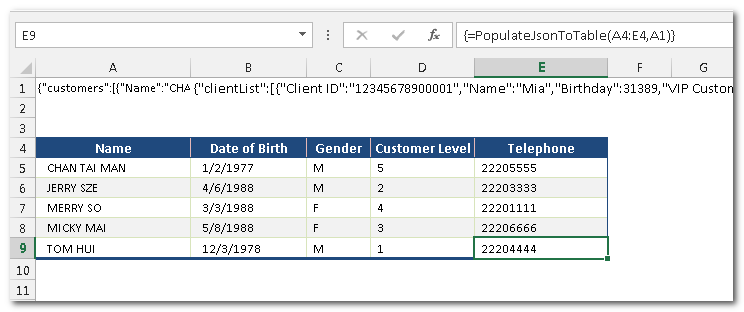 E9 fx {=PopulateJsonToTable(A4:E4,A1)}
A B C D E F G
1 {"customers":[{"Name":"CHA {"clientList":[{"Client ID":"12345678900001","Name":"Mia","Birthday":31389,"VIP Custom
2
3
4 Name Date of Birth Gender Customer Level Telephone
5 CHAN TAI MAN 1/2/1977 M 5 22205555
6 JERRY SZE 4/6/1988 M 2 22203333
7 MERRY SO 3/3/1988 F 4 22201111
8 MICKY MAI 5/8/1988 F 3 22206666
9 TOM HUI 12/3/1978 M 1 22204444
10
11